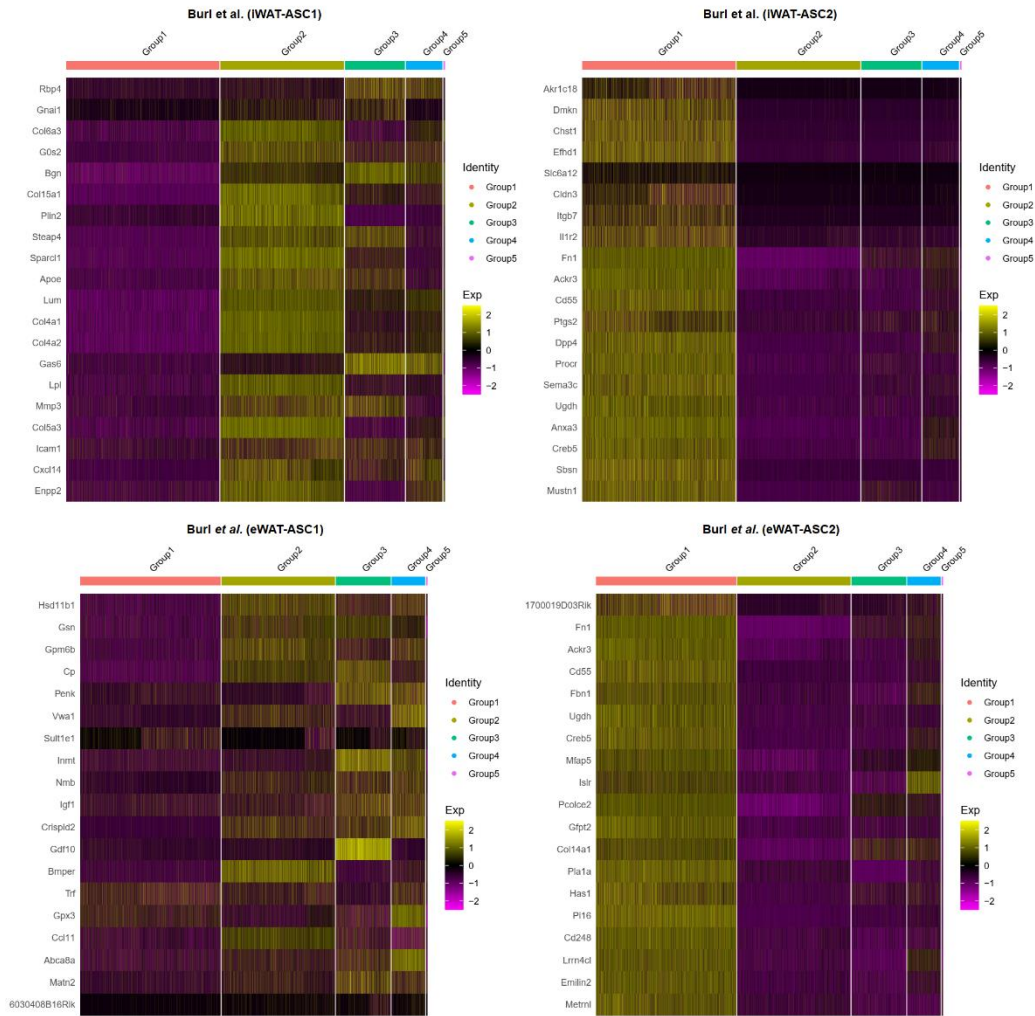 Burl et al. (iWAT-ASC1)
Group1
Group2
Group3
Group4
Group5
Rbp4
Gnai1
Col6a3
G0s2
Bgn
Col15a1
Plin2
Steap4
Sparcl1
Apoe
Lum
Col4a1
Col4a2
Gas6
Lpl
Mmp3
Col5a3
Icam1
Cxcl14
Enpp2
Identity
Group1
Group2
Group3
Group4
Group5
Exp
2
1
0
−1
−2
Burl et al. (iWAT-ASC2)
Group1
Group2
Group3
Group4
Group5
Akr1c18
Dmkn
Chst1
Efhd1
Slc6a12
Cldn3
Itgb7
Il1r2
Fn1
Ackr3
Cd55
Ptgs2
Dpp4
Procr
Sema3c
Ugdh
Anxa3
Creb5
Sbsn
Mustn1
Identity
Group1
Group2
Group3
Group4
Group5
Exp
2
1
0
−1
−2
Burl et al. (eWAT-ASC1)
Group1
Group2
Group3
Group4
Group5
Hsd11b1
Gsn
Gpm6b
Cp
Penk
Vwa1
Sult1e1
Inmt
Nmb
Igf1
Crispld2
Gdf10
Bmper
Trf
Gpx3
Ccl11
Abca8a
Matn2
6030408B16Rik
Identity
Group1
Group2
Group3
Group4
Group5
Exp
2
1
0
−1
−2
Burl et al. (eWAT-ASC2)
Group1
Group2
Group3
Group4
Group5
1700019D03Rik
Fn1
Ackr3
Cd55
Fbn1
Ugdh
Creb5
Mfap5
Islr
Pcolce2
Gfpt2
Col14a1
Pla1a
Has1
Pi16
Cd248
Lrrn4cl
Emilin2
Metrnl
Identity
Group1
Group2
Group3
Group4
Group5
Exp
2
1
0
−1
−2